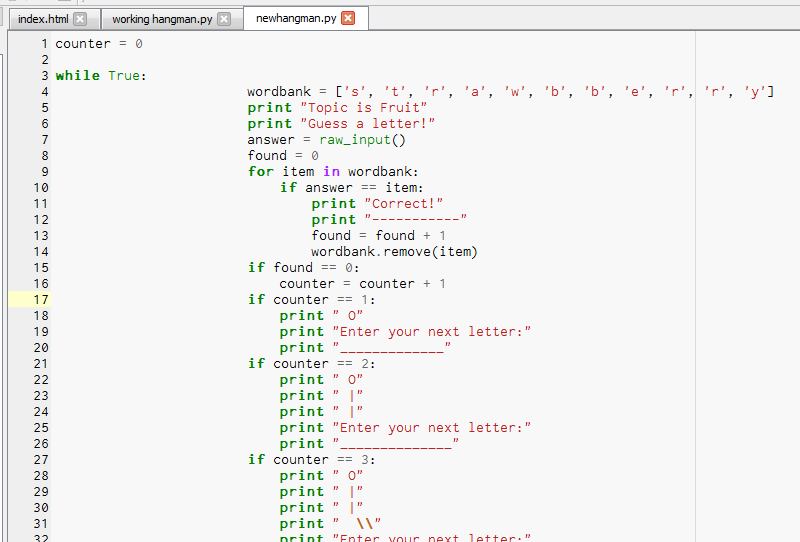 index.html working hangman.py newhangman.py
1 counter = 0
2
3 while True:
4 wordbank = ['s', 't', 'r', 'a', 'w', 'b', 'b', 'e', 'r', 'r', 'y']
5 print "Topic is Fruit"
6 print "Guess a letter!"
7 answer = raw_input()
8 found = 0
9 for item in wordbank:
10 if answer == item:
11 print "Correct!"
12 print "-----------"
13 found = found + 1
14 wordbank.remove(item)
15 if found == 0:
16 counter = counter + 1
17 if counter == 1:
18 print " O"
19 print "Enter your next letter:"
20 print "_____________"
21 if counter == 2:
22 print " O"
23 print " |"
24 print " |"
25 print "Enter your next letter:"
26 print "______________"
27 if counter == 3:
28 print " O"
29 print " |"
30 print " |"
31 print "  \\"
32 print "Enter your next letter:"